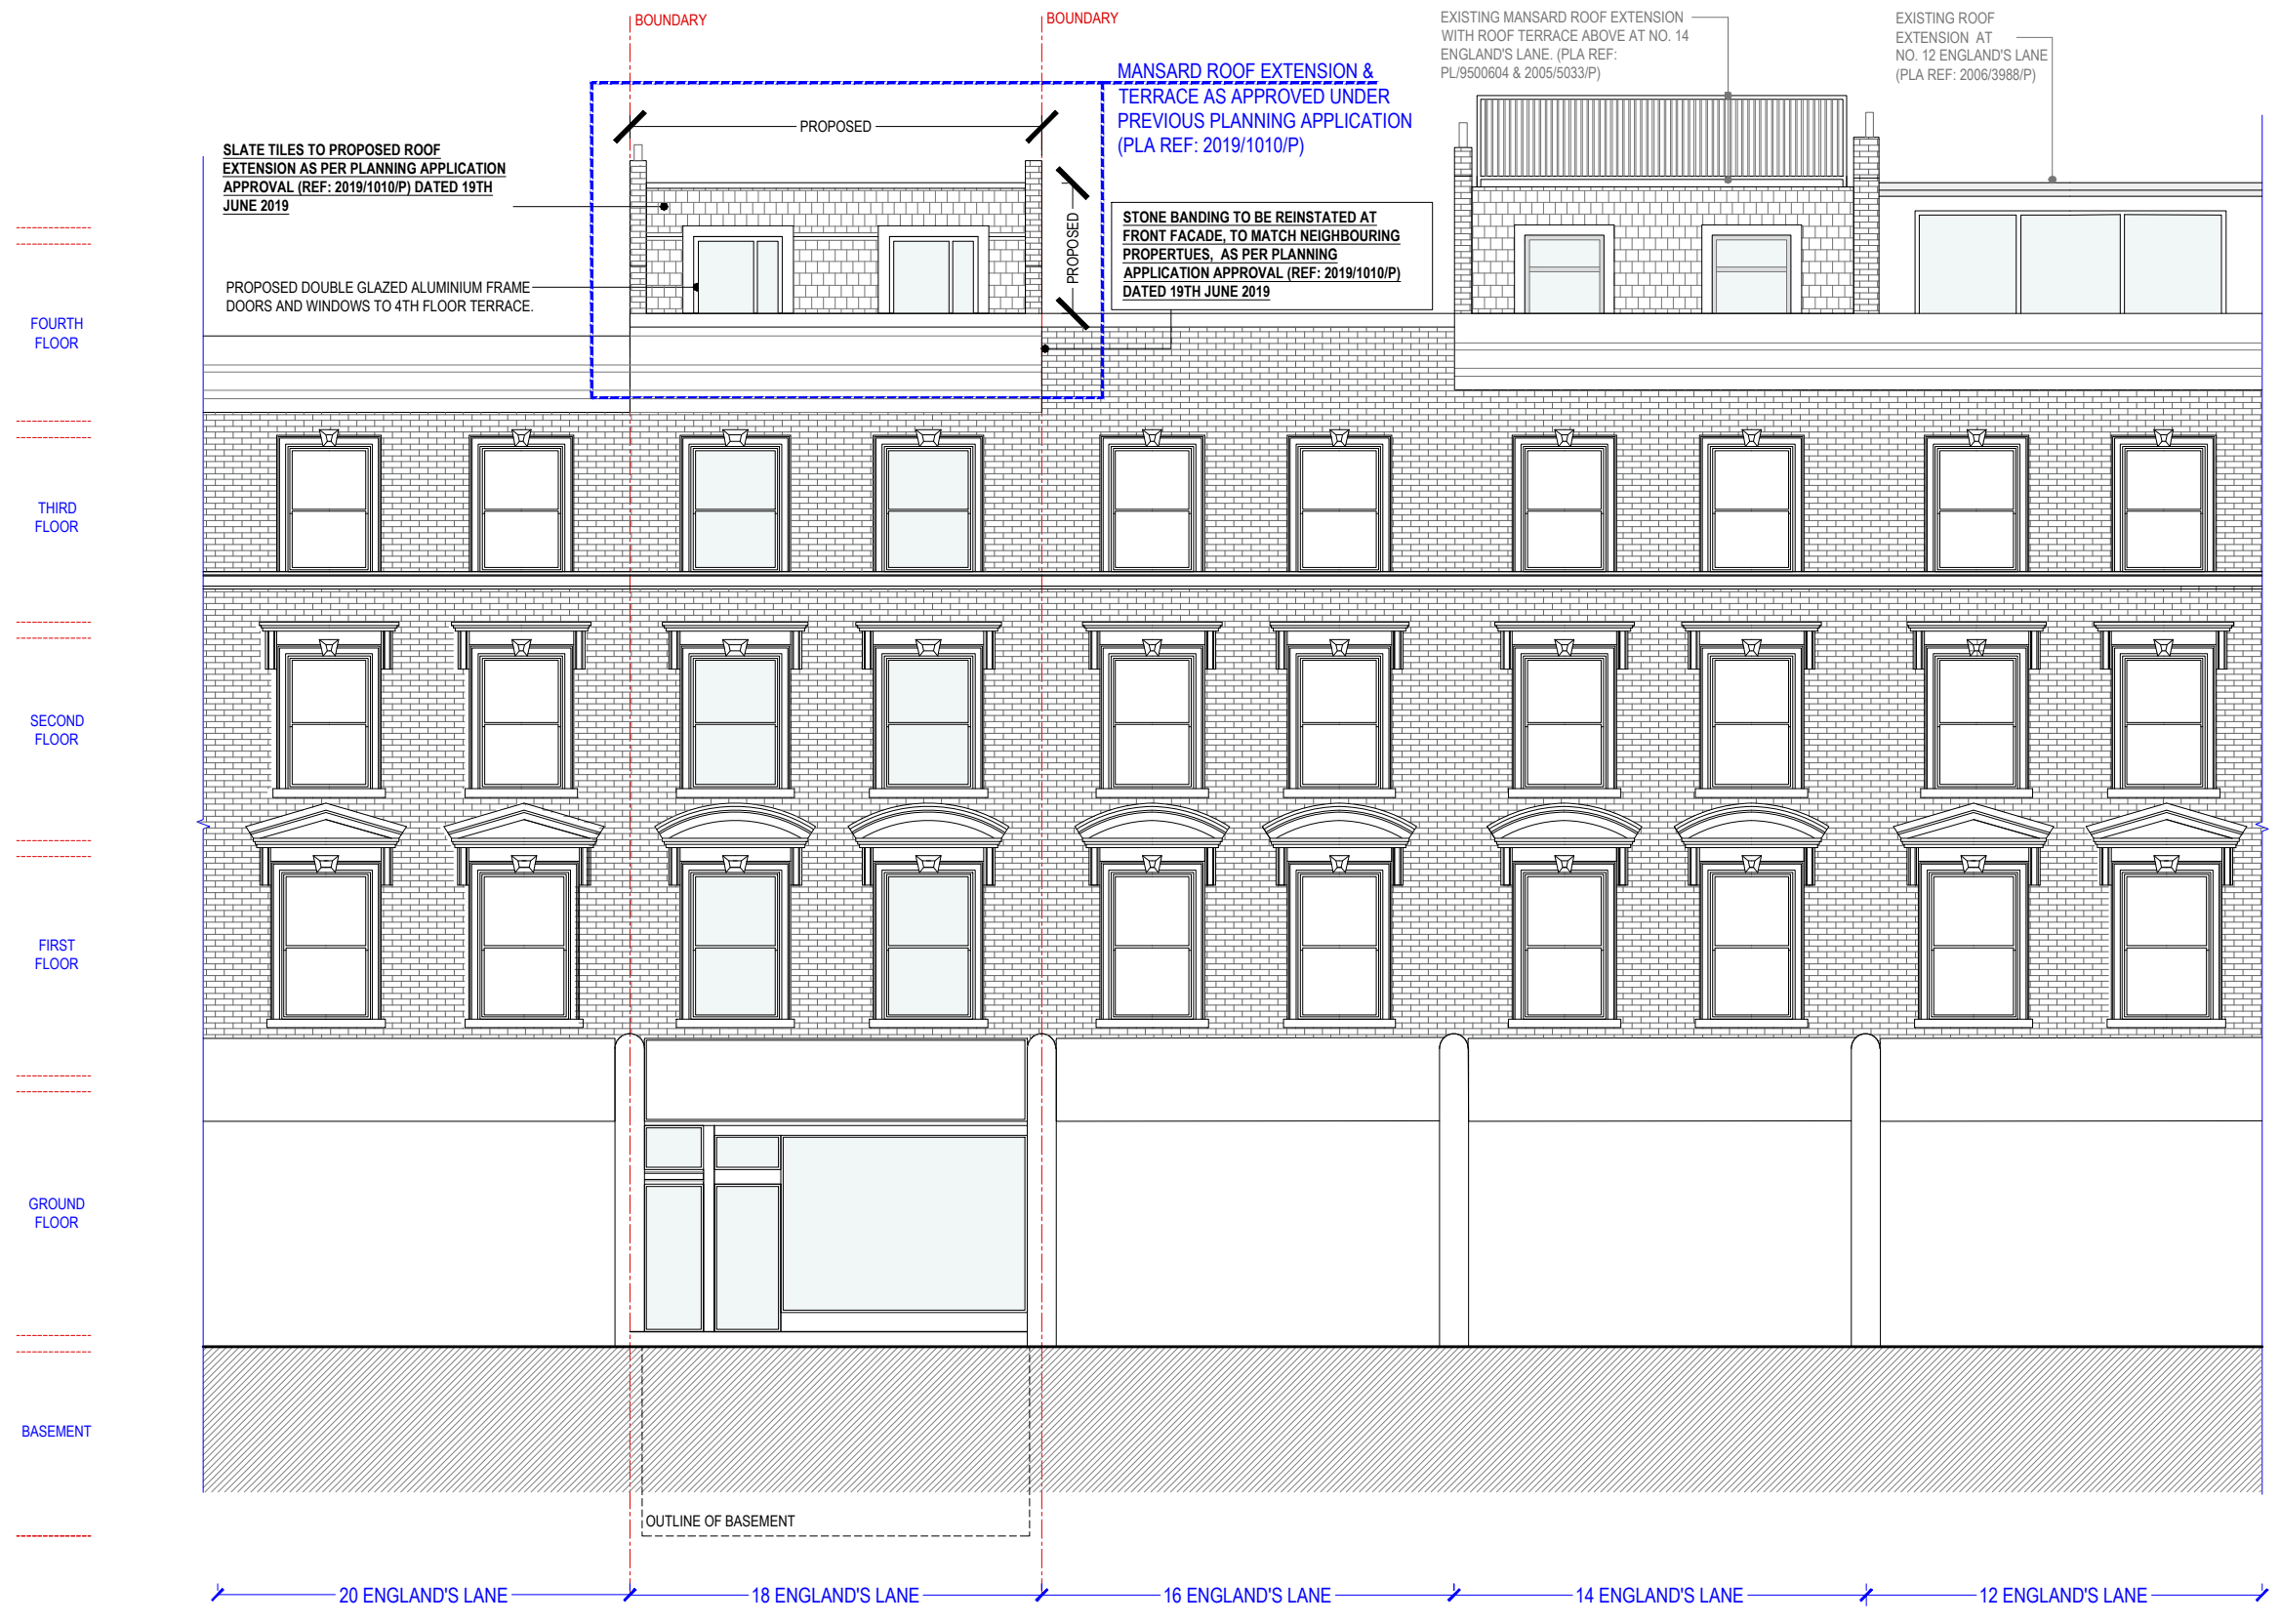 BOUNDARY
BOUNDARY
EXISTING MANSARD ROOF EXTENSION
WITH ROOF TERRACE ABOVE AT NO. 14
ENGLAND'S LANE. (PLA REF:
PL/9500604 & 2005/5033/P)
EXISTING ROOF
EXTENSION AT
NO. 12 ENGLAND'S LANE
(PLA REF: 2006/3988/P)
MANSARD ROOF EXTENSION &
TERRACE AS APPROVED UNDER
PREVIOUS PLANNING APPLICATION
(PLA REF: 2019/1010/P)
PROPOSED
SLATE TILES TO PROPOSED ROOF
EXTENSION AS PER PLANNING APPLICATION
APPROVAL (REF: 2019/1010/P) DATED 19TH
JUNE 2019
PROPOSED
STONE BANDING TO BE REINSTATED AT
FRONT FACADE, TO MATCH NEIGHBOURING
PROPERTUES, AS PER PLANNING
APPLICATION APPROVAL (REF: 2019/1010/P)
DATED 19TH JUNE 2019
PROPOSED DOUBLE GLAZED ALUMINIUM FRAME
DOORS AND WINDOWS TO 4TH FLOOR TERRACE.
FOURTH
FLOOR
THIRD
FLOOR
SECOND
FLOOR
FIRST
FLOOR
GROUND
FLOOR
BASEMENT
OUTLINE OF BASEMENT
20 ENGLAND'S LANE
18 ENGLAND'S LANE
16 ENGLAND'S LANE
14 ENGLAND'S LANE
12 ENGLAND'S LANE